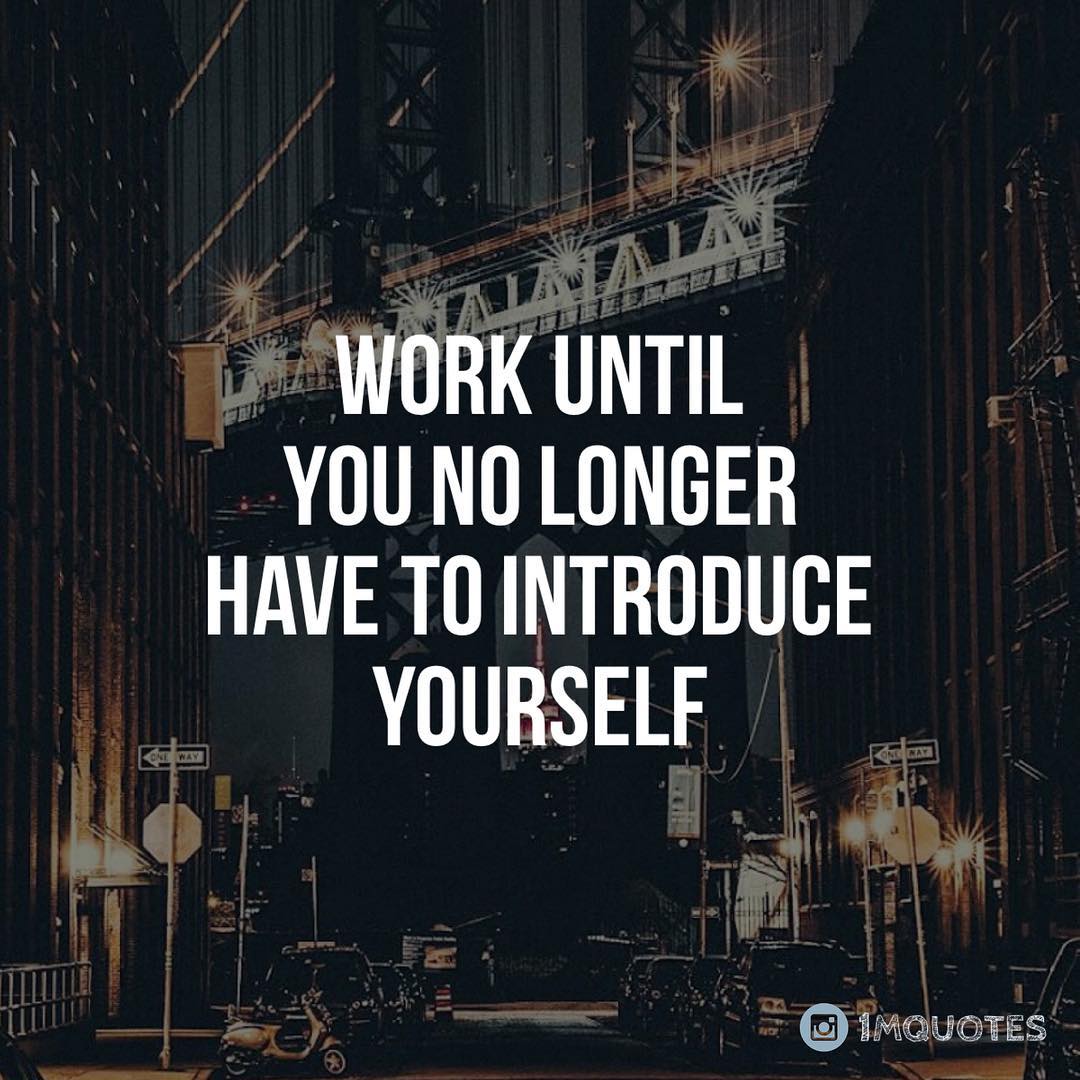 WORK UNTIL
YOU NO LONGER
HAVE TO INTRODUCE
YOURSELF
ONE WAY
ONE WAY
1MQUOTES